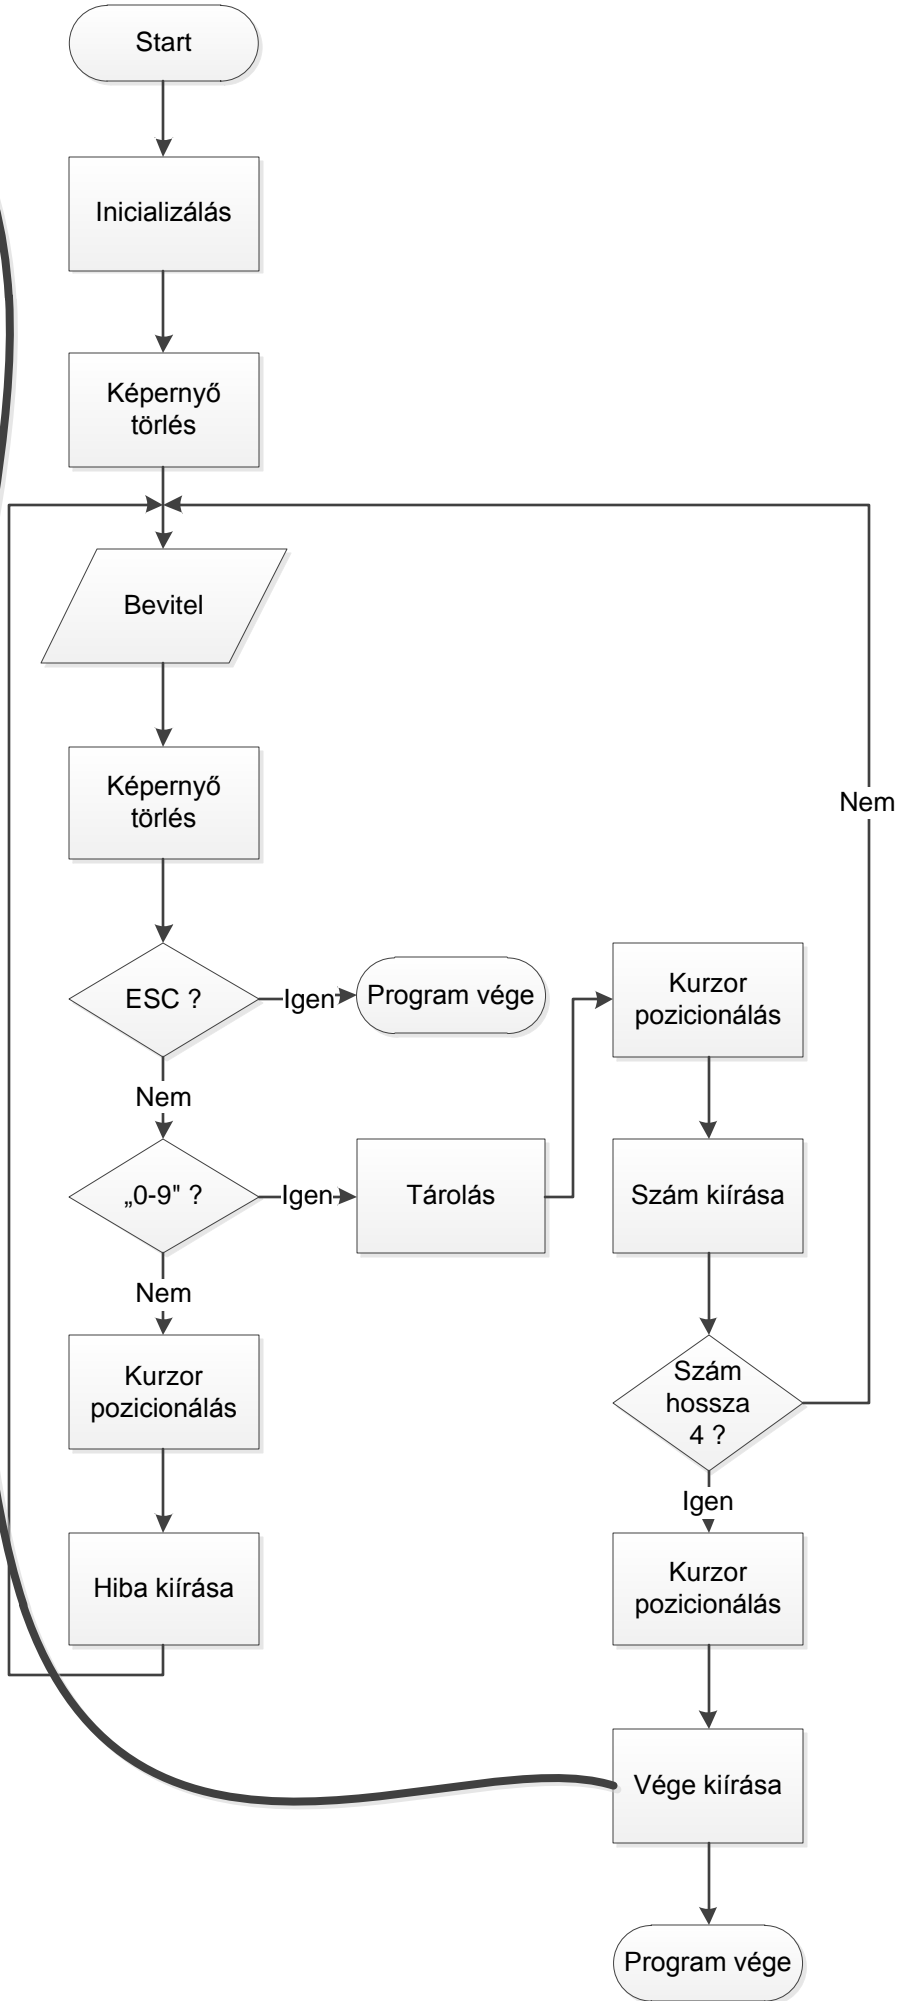 Start
Inicializálás
Képernyő
törlés
Bevitel
Képernyő
törlés
Nem
ESC ?
Igen
Program vége
Kurzor
pozicionálás
Nem
„0-9" ?
Igen
Tárolás
Szám kiírása
Nem
Kurzor
pozicionálás
Szám
hossza
4 ?
Igen
Hiba kiírása
Kurzor
pozicionálás
Vége kiírása
Program vége